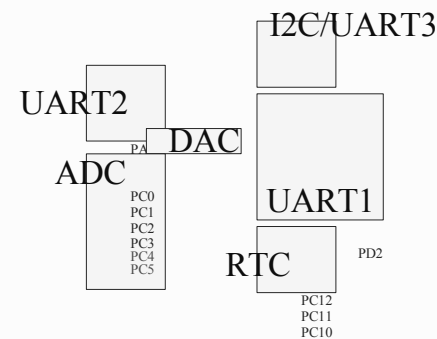 I2C/UART3
UART2
PA
DAC
ADC
UART1
PC0
PC1
PC2
PC3
PC4
PC5
RTC
PD2
PC12
PC11
PC10